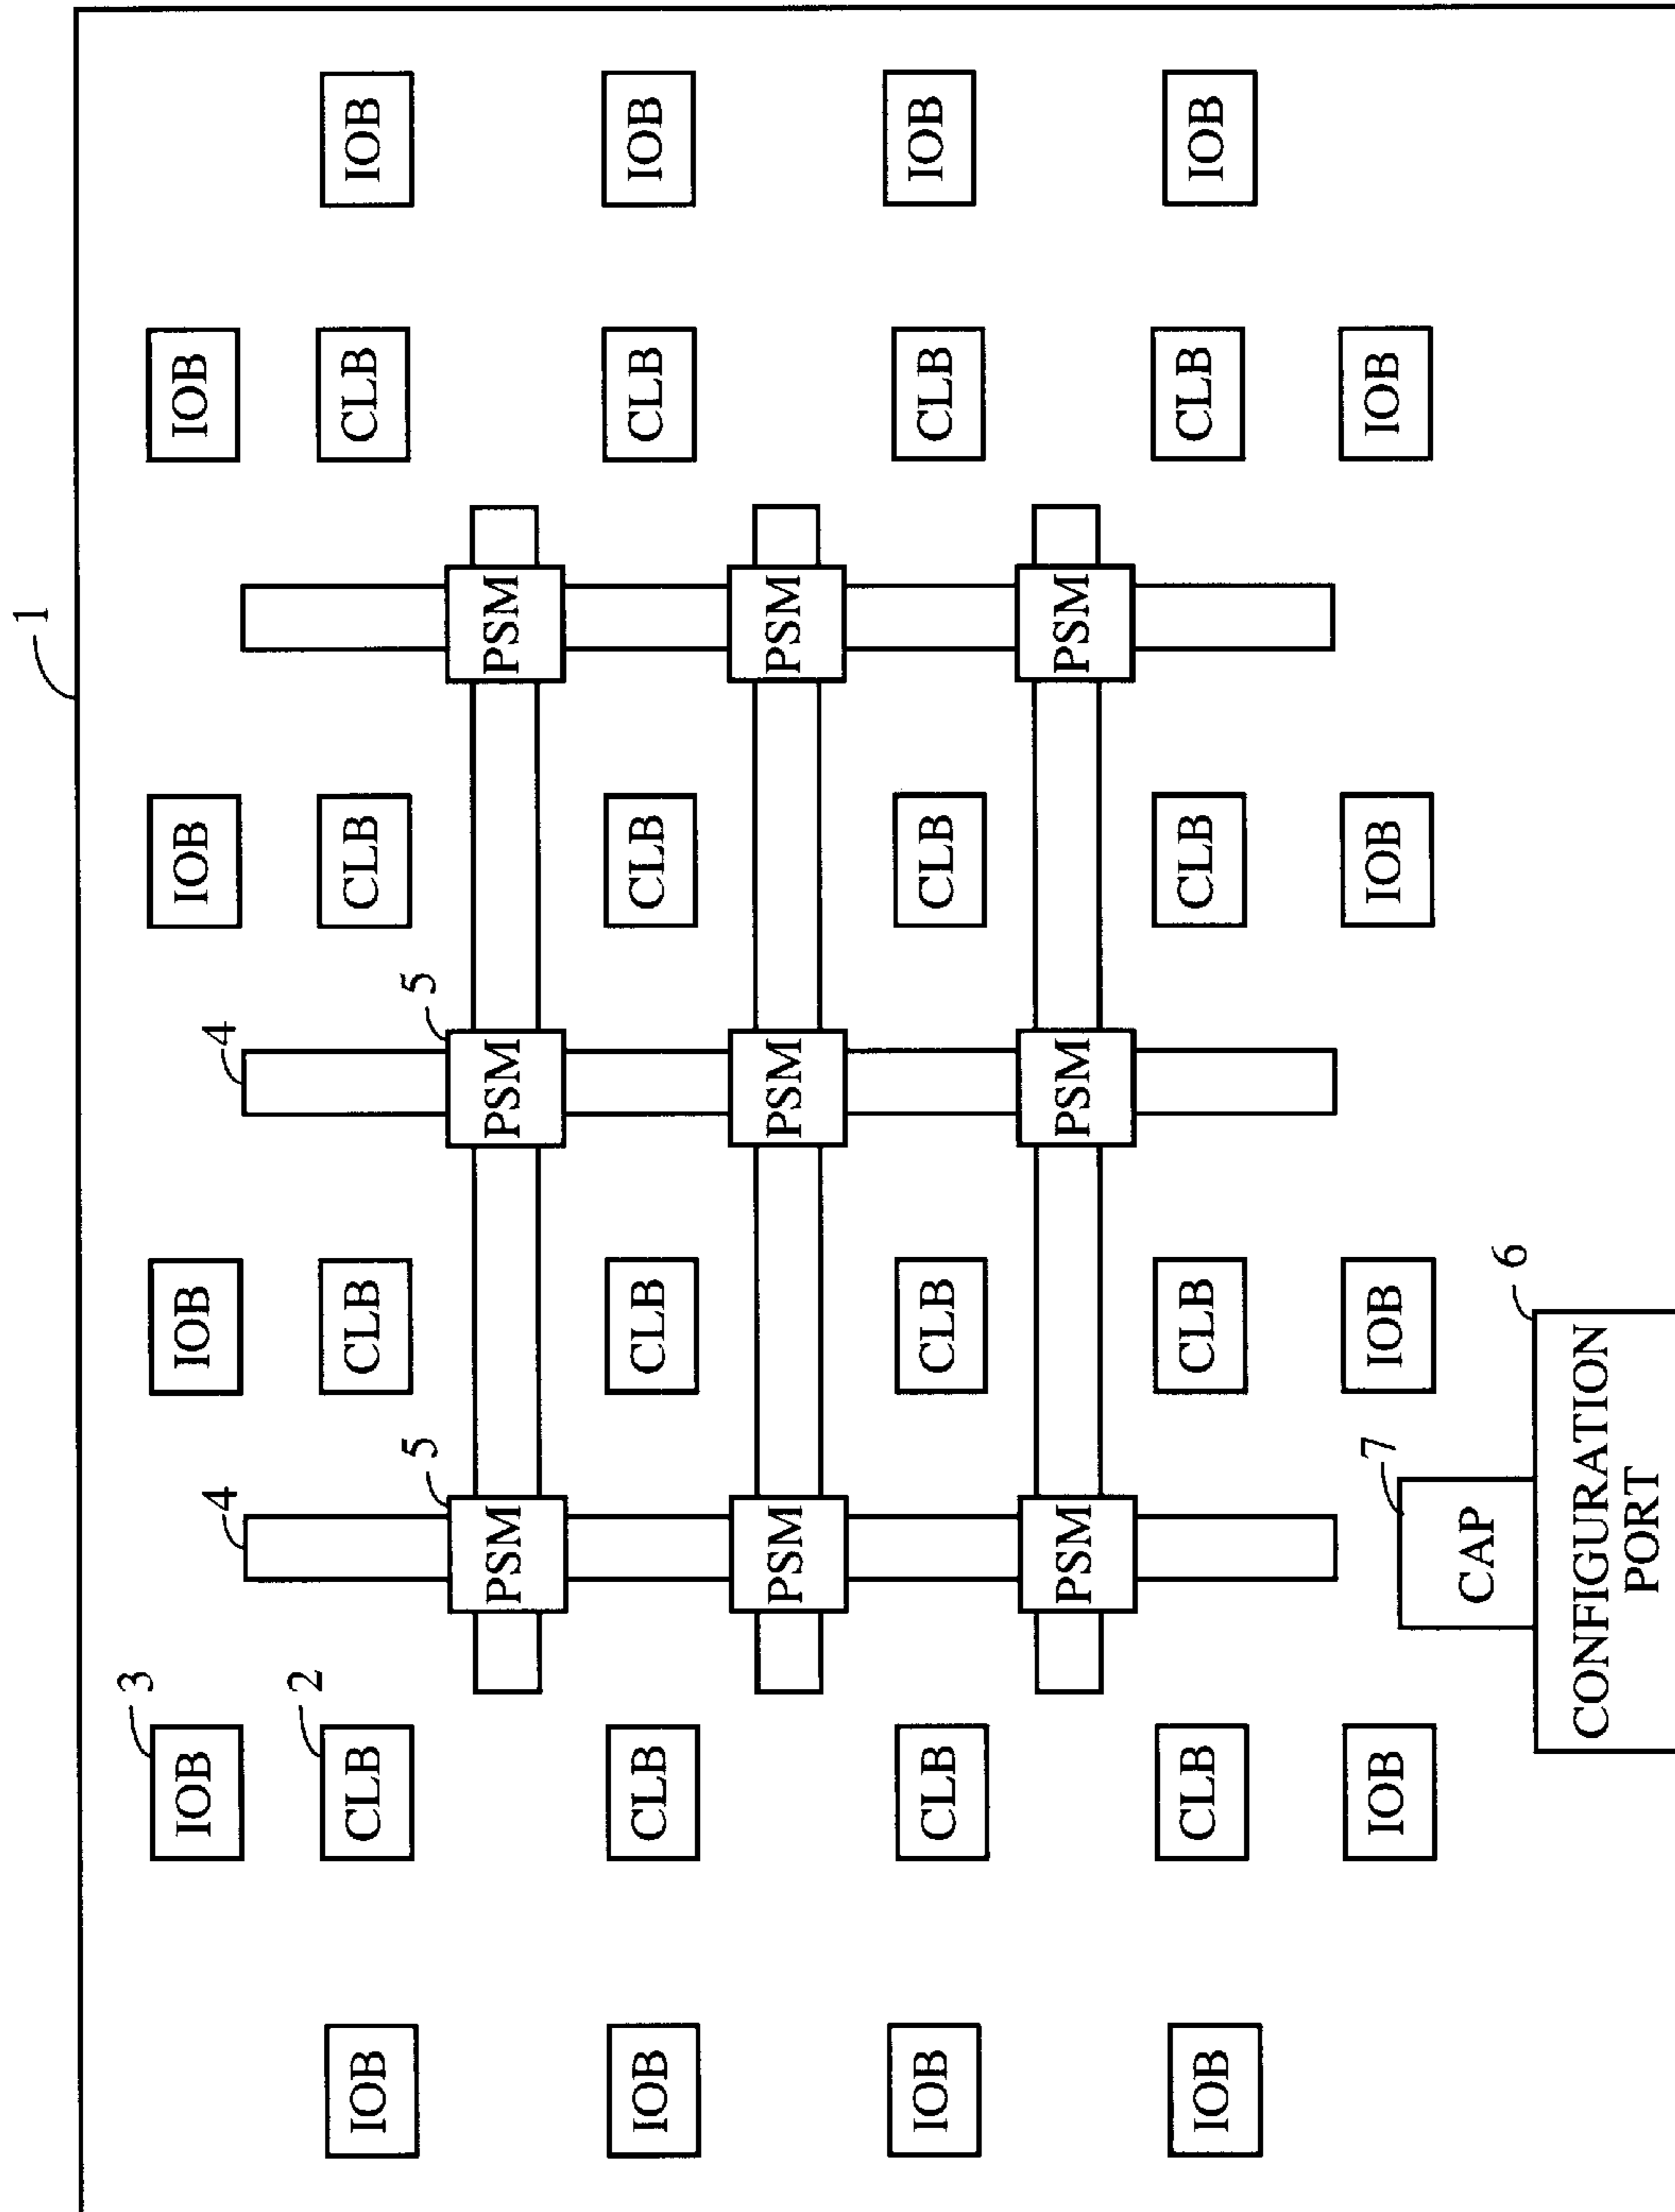 1
3
IOB IOB IOB IOB
4 4
2
IOB CLB CLB CLB CLB IOB
5 5
PSM PSM PSM
IOB CLB CLB CLB CLB IOB
PSM PSM PSM
IOB CLB CLB CLB CLB IOB
PSM PSM PSM
IOB CLB CLB CLB CLB IOB
IOB 7 IOB IOB IOB
CAP
6
CONFIGURATION
PORT